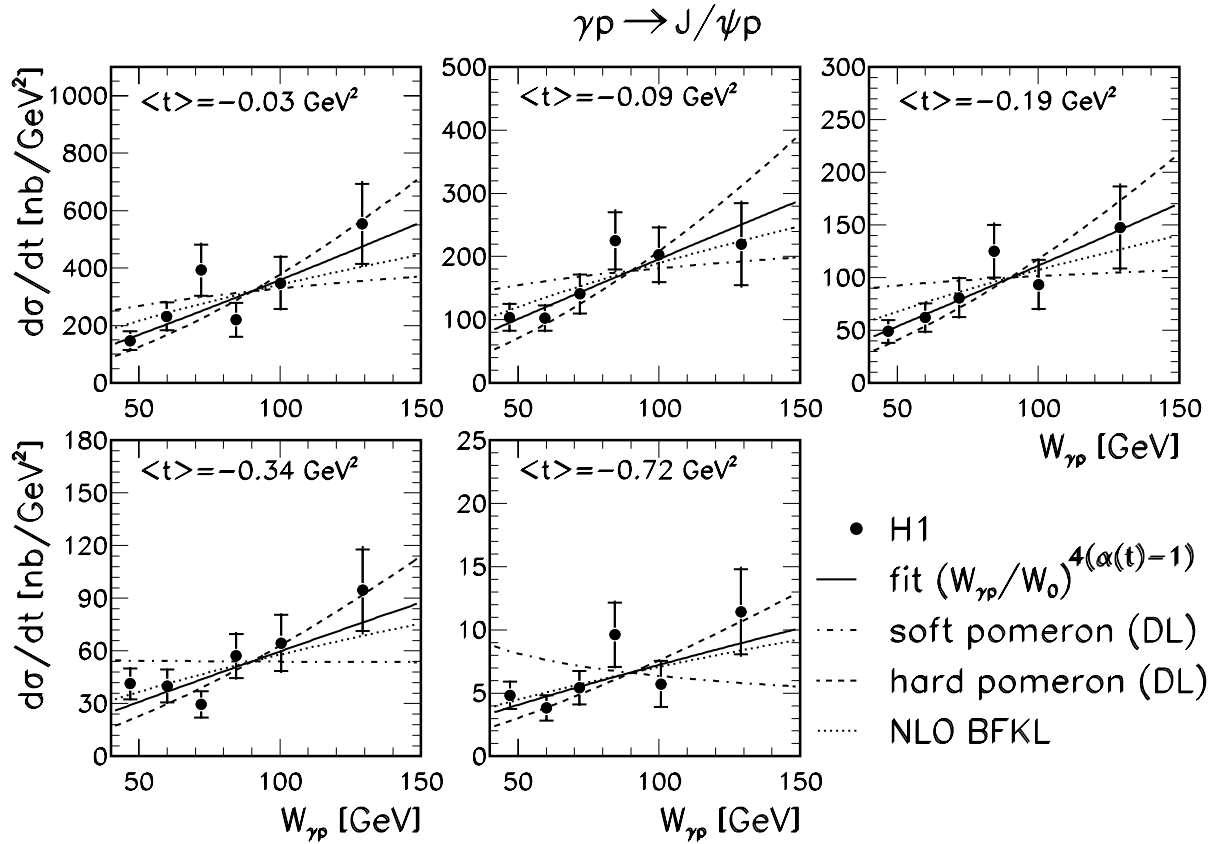 γp → J/ψp
<t>=−0.03 GeV²
<t>=−0.09 GeV²
<t>=−0.19 GeV²
dσ/dt [nb/GeV²]
1000
800
600
400
200
0
50 100 150
500
400
300
200
100
0
50 100 150
300
250
200
150
100
50
0
50 100 150
W_γp [GeV]
<t>=−0.34 GeV²
<t>=−0.72 GeV²
dσ/dt [nb/GeV²]
180
150
120
90
60
30
0
50 100 150
W_γp [GeV]
25
20
15
10
5
0
50 100 150
W_γp [GeV]
H1
fit (W_γp/W_0)^4(α(t)−1)
soft pomeron (DL)
hard pomeron (DL)
NLO BFKL